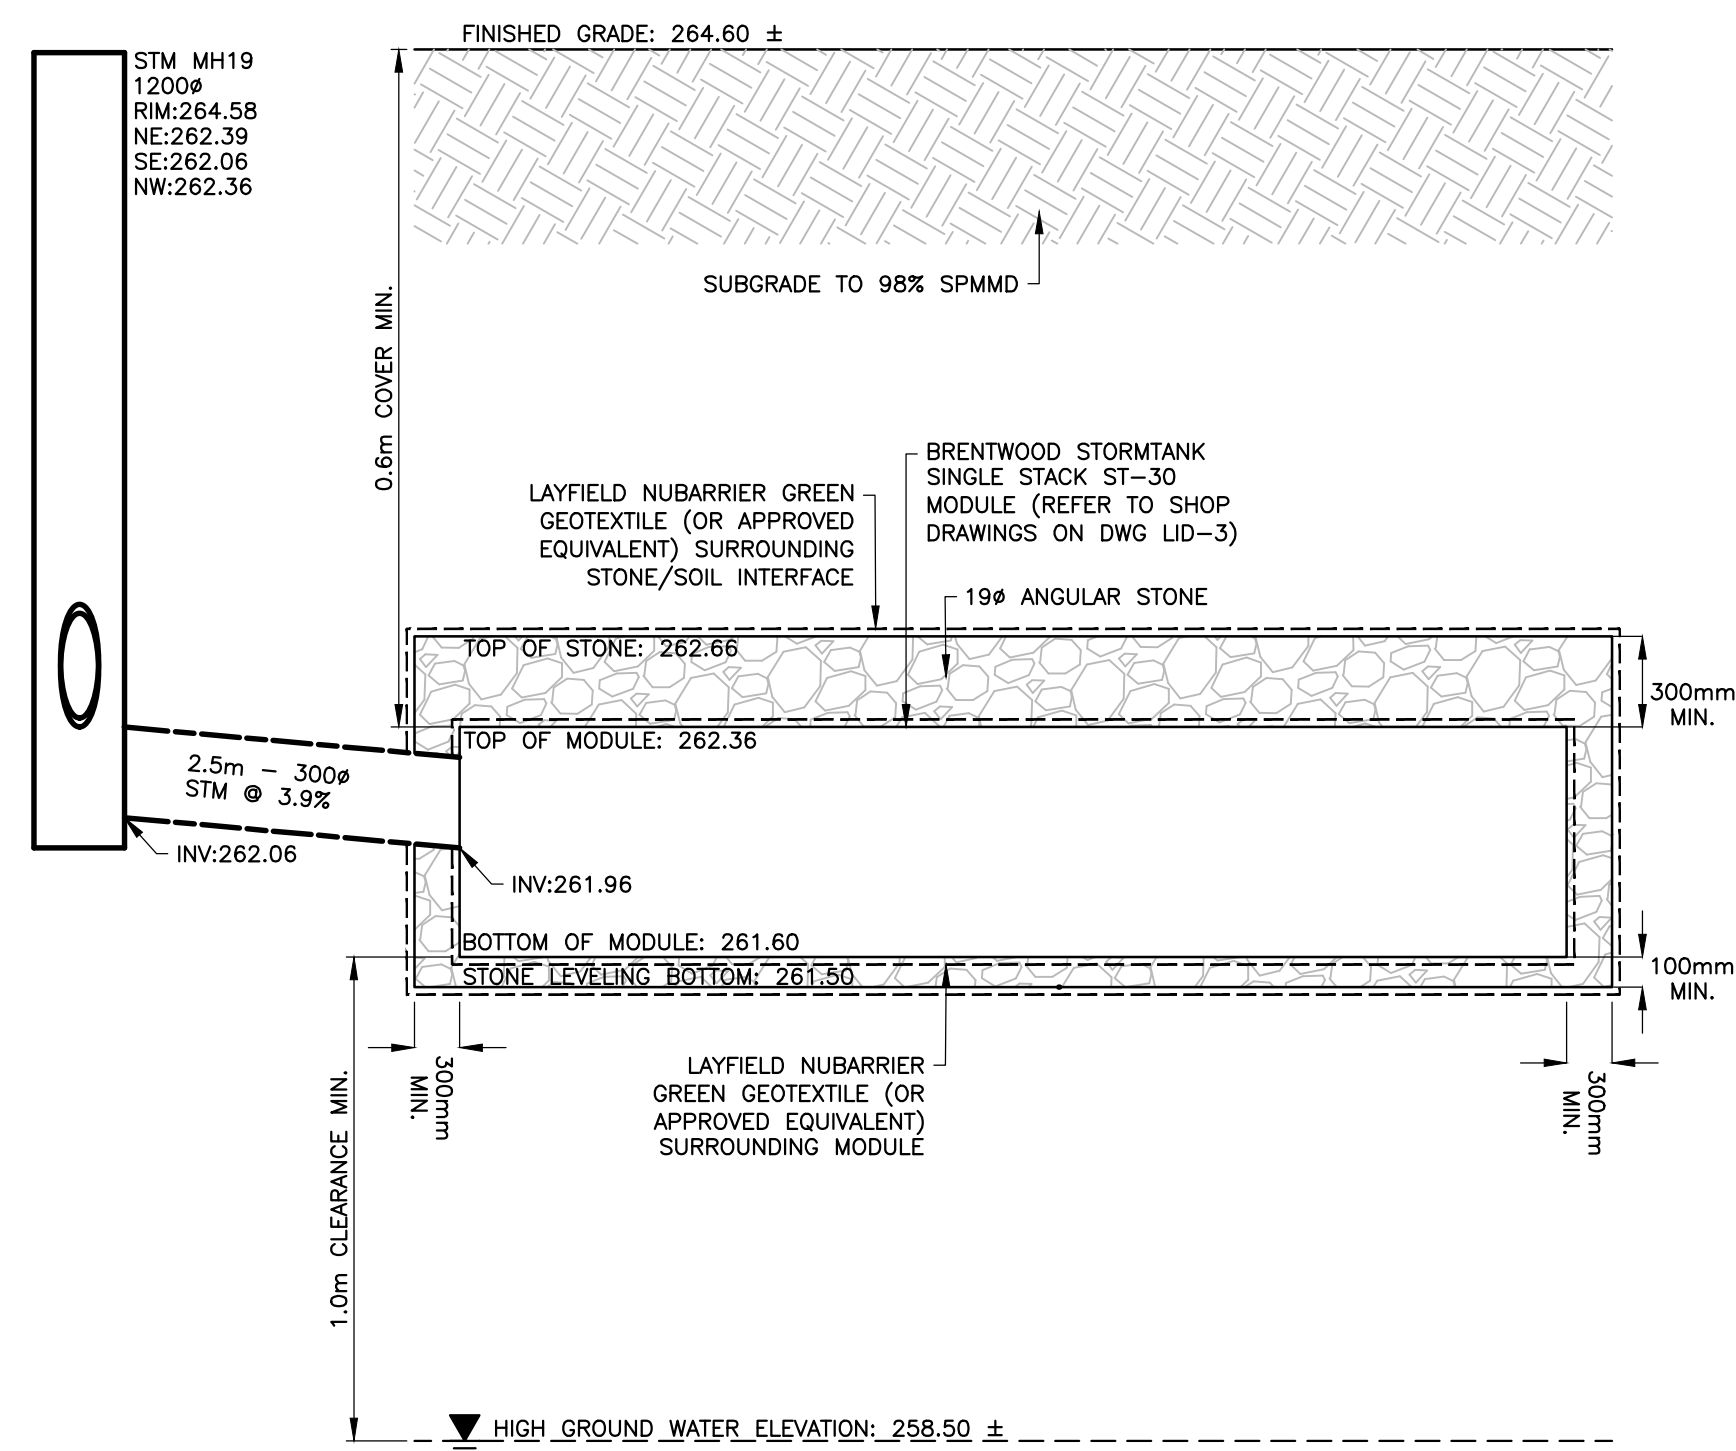 FINISHED GRADE: 264.60 ±
STM MH19
1200ø
RIM:264.58
NE:262.39
SE:262.06
NW:262.36
SUBGRADE TO 98% SPMMD
0.6m COVER MIN.
BRENTWOOD STORMTANK
SINGLE STACK ST-30
MODULE (REFER TO SHOP
DRAWINGS ON DWG LID-3)
LAYFIELD NUBARRIER GREEN
GEOTEXTILE (OR APPROVED
EQUIVALENT) SURROUNDING
STONE/SOIL INTERFACE
19ø ANGULAR STONE
TOP OF STONE: 262.66
300mm
MIN.
TOP OF MODULE: 262.36
2.5m - 300ø
STM @ 3.9%
INV:262.06
INV:261.96
BOTTOM OF MODULE: 261.60
STONE LEVELING BOTTOM: 261.50
100mm
MIN.
300mm
MIN.
LAYFIELD NUBARRIER
GREEN GEOTEXTILE (OR
APPROVED EQUIVALENT)
SURROUNDING MODULE
300mm
MIN.
1.0m CLEARANCE MIN.
HIGH GROUND WATER ELEVATION: 258.50 ±